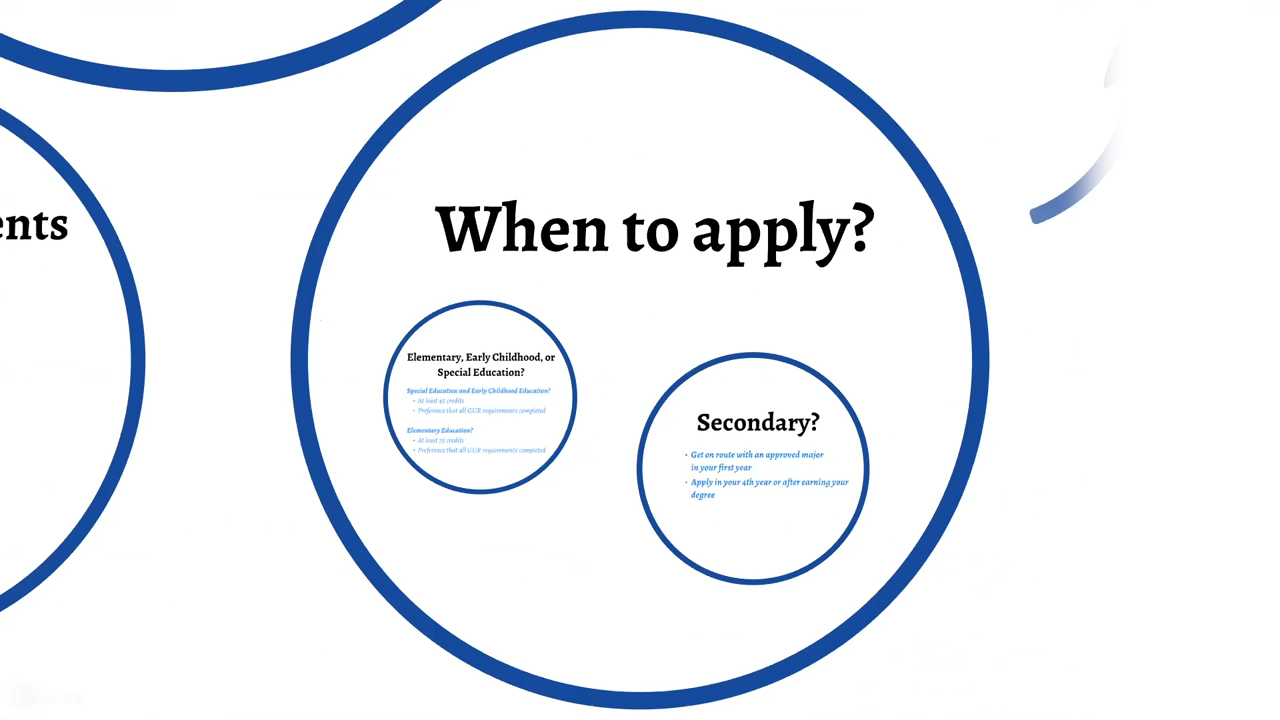 ents
When to apply?
Elementary, Early Childhood, or
Special Education?
Special Education and Early Childhood Education?
• At least 45 credits
• Preference that all GUR requirements completed
Elementary Education?
• At least 75 credits
• Preference that all GUR requirements completed
Secondary?
• Get on route with an approved major
in your first year
• Apply in your 4th year or after earning your
degree